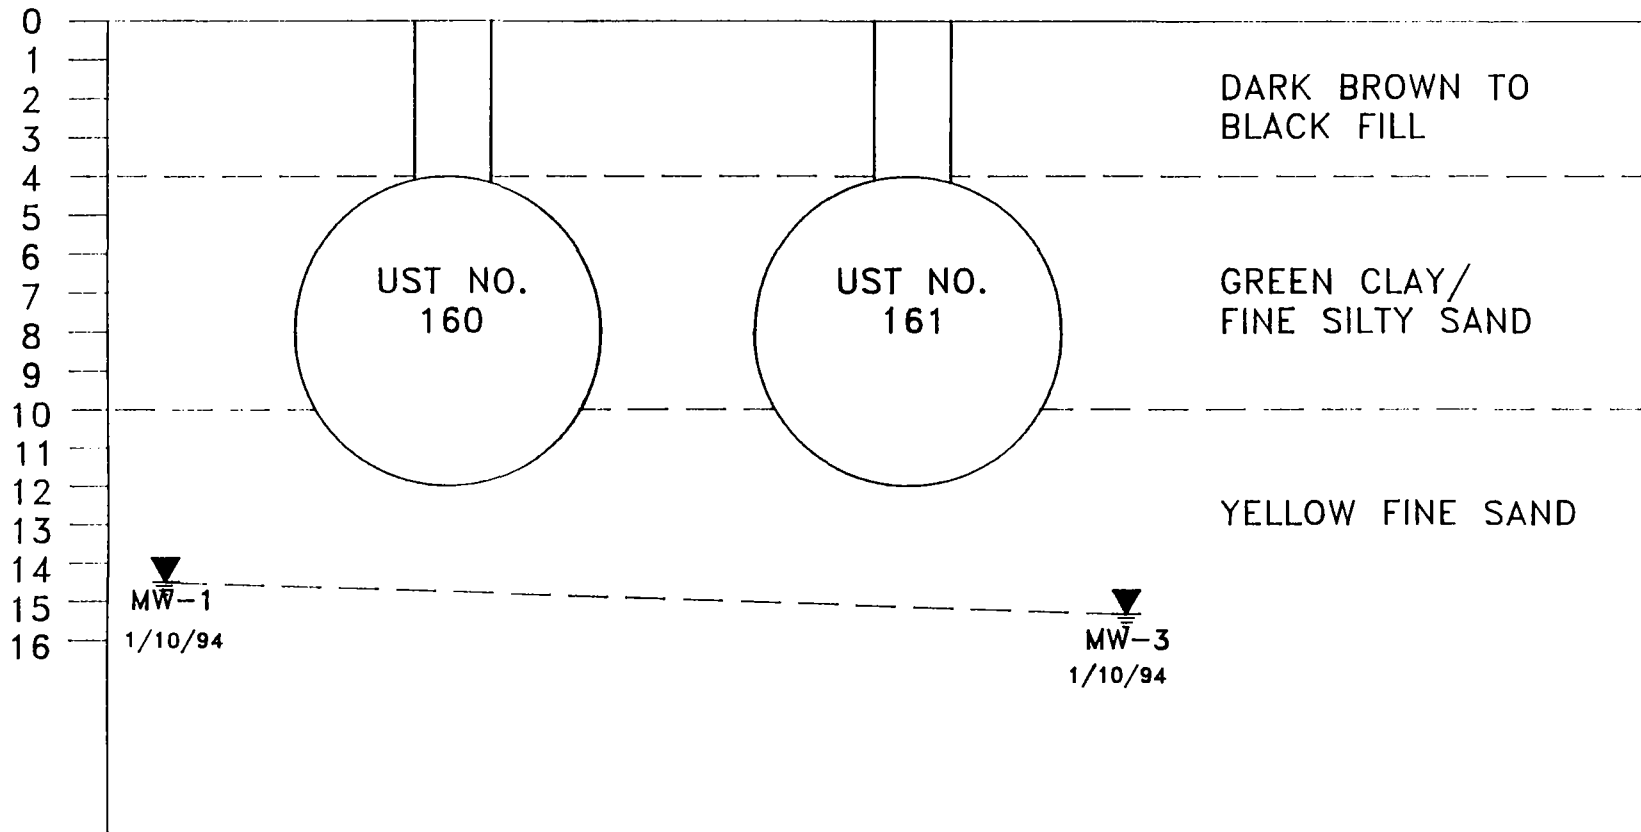 0
1
2
3
4
5
6
7
8
9
10
11
12
13
14
15
16
DARK BROWN TO
BLACK FILL
UST NO.
160
UST NO.
161
GREEN CLAY/
FINE SILTY SAND
YELLOW FINE SAND
MW-1
1/10/94
MW-3
1/10/94